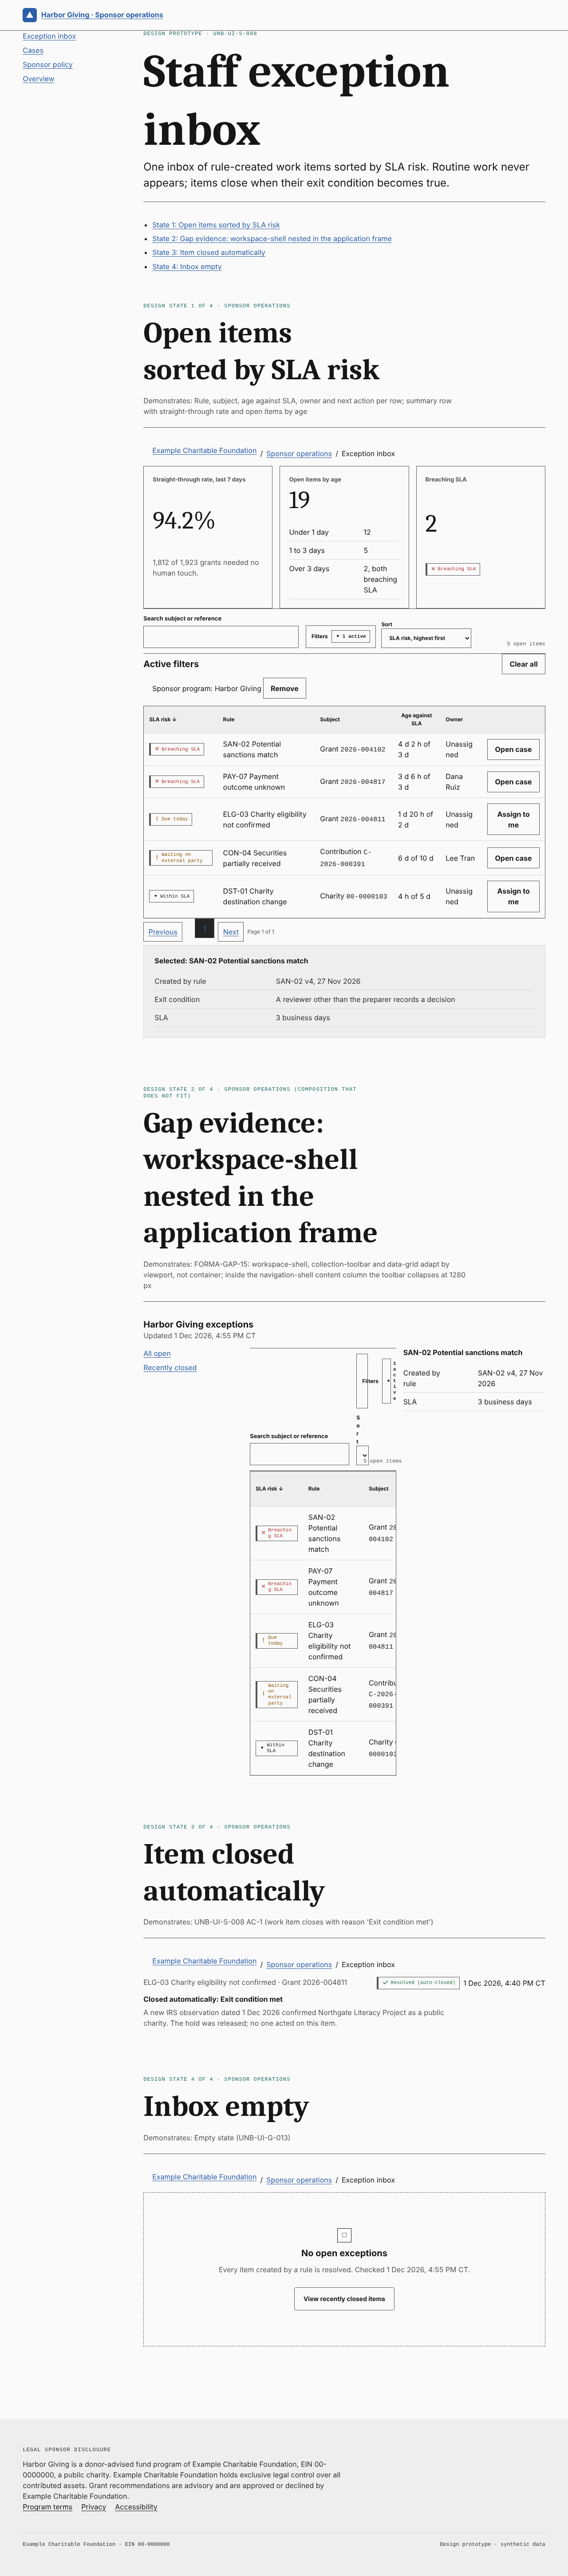 Harbor Giving · Sponsor operations
Exception inbox
Cases
Sponsor policy
Overview
DESIGN PROTOTYPE · UNB-UI-S-008
Staff exception
inbox
One inbox of rule-created work items sorted by SLA risk. Routine work never
appears; items close when their exit condition becomes true.
State 1: Open items sorted by SLA risk
State 2: Gap evidence: workspace-shell nested in the application frame
State 3: Item closed automatically
State 4: Inbox empty
DESIGN STATE 1 OF 4 · SPONSOR OPERATIONS
Open items
sorted by SLA risk
Demonstrates: Rule, subject, age against SLA, owner and next action per row; summary row
with straight-through rate and open items by age
Example Charitable Foundation / Sponsor operations / Exception inbox
Straight-through rate, last 7 days
94.2%
1,812 of 1,923 grants needed no
human touch.
Open items by age
19
Under 1 day 12
1 to 3 days 5
Over 3 days 2, both
breaching
SLA
Breaching SLA
2
× Breaching SLA
Search subject or reference
Filters • 1 active
Sort
SLA risk, highest first
5 open items
Active filters
Clear all
Sponsor program: Harbor Giving Remove
SLA risk ↓ Rule Subject Age against
SLA Owner
× Breaching SLA SAN-02 Potential
sanctions match Grant 2026-004102 4 d 2 h of
3 d Unassig
ned Open case
× Breaching SLA PAY-07 Payment
outcome unknown Grant 2026-004817 3 d 6 h of
3 d Dana
Ruiz Open case
! Due today ELG-03 Charity eligibility
not confirmed Grant 2026-004811 1 d 20 h of
2 d Unassig
ned Assign to
me
! Waiting on
external party CON-04 Securities
partially received Contribution C-
2026-000391 6 d of 10 d Lee Tran Open case
• Within SLA DST-01 Charity
destination change Charity 00-0000103 4 h of 5 d Unassig
ned Assign to
me
Previous
Next Page 1 of 1
Selected: SAN-02 Potential sanctions match
Created by rule SAN-02 v4, 27 Nov 2026
Exit condition A reviewer other than the preparer records a decision
SLA 3 business days
DESIGN STATE 2 OF 4 · SPONSOR OPERATIONS (COMPOSITION THAT
DOES NOT FIT)
Gap evidence:
workspace-shell
nested in the
application frame
Demonstrates: FORMA-GAP-15: workspace-shell, collection-toolbar and data-grid adapt by
viewport, not container; inside the navigation-shell content column the toolbar collapses at 1280
px
Harbor Giving exceptions
Updated 1 Dec 2026, 4:55 PM CT
All open
Recently closed
Search subject or reference
Filters • 1 active
Sort
5 open items
SLA risk ↓ Rule Subject
× Breachin
g SLA SAN-02
Potential
sanctions
match Grant 20
004102
× Breachin
g SLA PAY-07
Payment
outcome
unknown Grant 20
004817
! Due
today ELG-03
Charity
eligibility not
confirmed Grant 20
004811
! Waiting
on
external
party CON-04
Securities
partially
received Contribu
C-2026-
000391
• Within
SLA DST-01
Charity
destination
change Charity
0000103
SAN-02 Potential sanctions match
Created by
rule SAN-02 v4, 27 Nov
2026
SLA 3 business days
DESIGN STATE 3 OF 4 · SPONSOR OPERATIONS
Item closed
automatically
Demonstrates: UNB-UI-S-008 AC-1 (work item closes with reason 'Exit condition met')
Example Charitable Foundation / Sponsor operations / Exception inbox
ELG-03 Charity eligibility not confirmed · Grant 2026-004811 ✓ Resolved (auto-closed) 1 Dec 2026, 4:40 PM CT
Closed automatically: Exit condition met
A new IRS observation dated 1 Dec 2026 confirmed Northgate Literacy Project as a public
charity. The hold was released; no one acted on this item.
DESIGN STATE 4 OF 4 · SPONSOR OPERATIONS
Inbox empty
Demonstrates: Empty state (UNB-UI-G-013)
Example Charitable Foundation / Sponsor operations / Exception inbox
No open exceptions
Every item created by a rule is resolved. Checked 1 Dec 2026, 4:55 PM CT.
View recently closed items
LEGAL SPONSOR DISCLOSURE
Harbor Giving is a donor-advised fund program of Example Charitable Foundation, EIN 00-
0000000, a public charity. Example Charitable Foundation holds exclusive legal control over all
contributed assets. Grant recommendations are advisory and are approved or declined by
Example Charitable Foundation.
Program terms Privacy Accessibility
Example Charitable Foundation · EIN 00-0000000
Design prototype · synthetic data